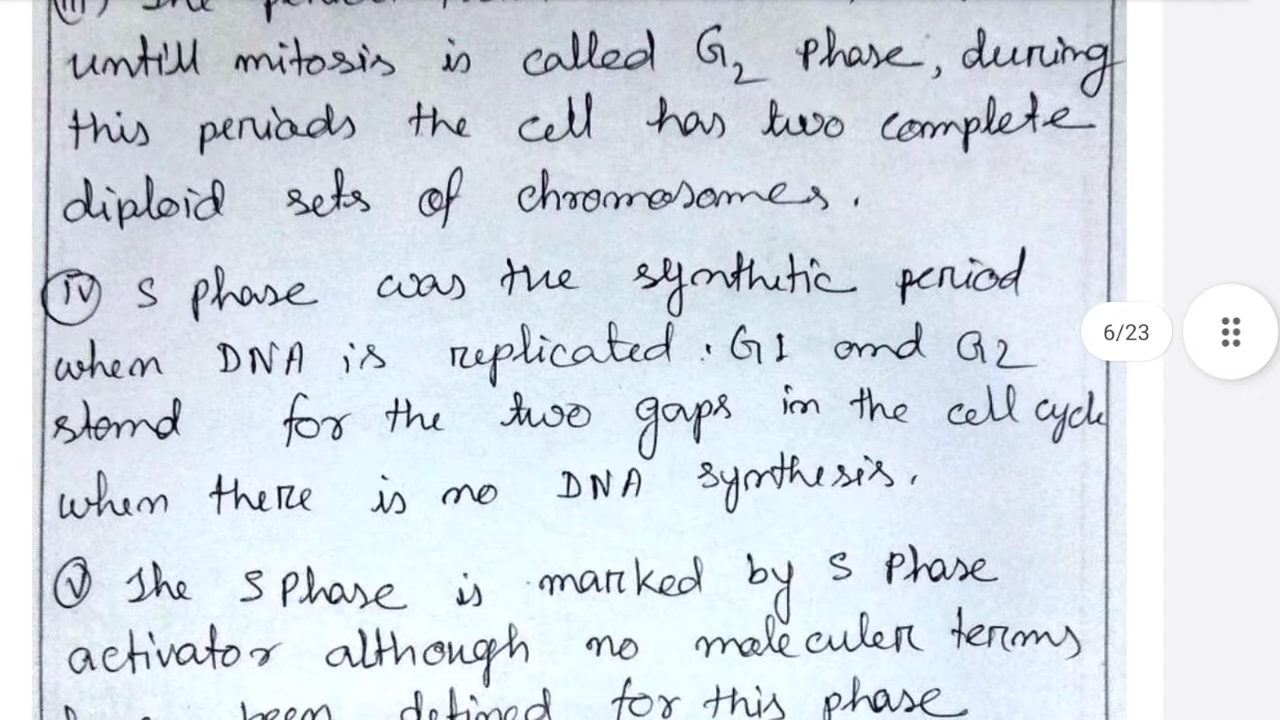 untill mitosis is called G₂ Phase, during
this periods the cell has two complete
diploid sets of chromosomes.
(iv) S phase was the synthetic period
when DNA is replicated. G1 and G2
stand for the two gaps in the cell cycle
when there is no DNA synthesis.
(v) The S Phase is marked by S Phase
activator although no moleculer terms
been defined for this phase
6/23